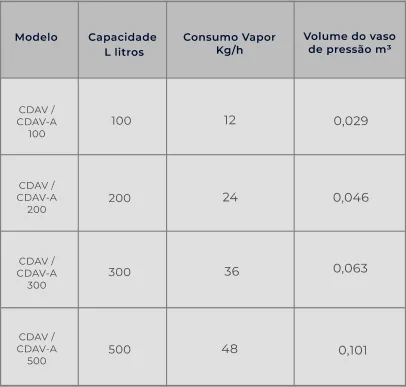 Modelo
Capacidade
L litros
Consumo Vapor
Kg/h
Volume do vaso
de pressão m³
CDAV /
CDAV-A
100
100
12
0,029
CDAV /
CDAV-A
200
200
24
0,046
CDAV /
CDAV-A
300
300
36
0,063
CDAV /
CDAV-A
500
500
48
0,101